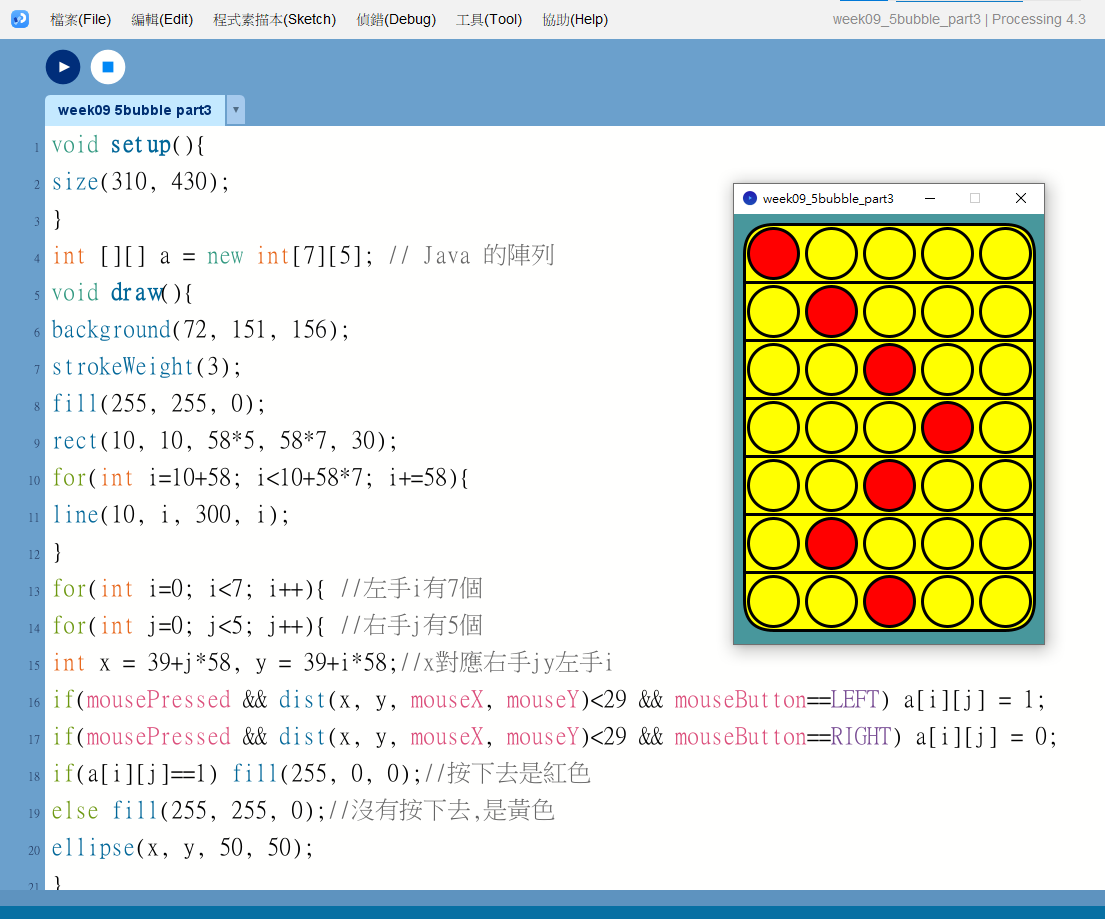 檔案(File) 編輯(Edit) 程式素描本(Sketch) 偵錯(Debug) 工具(Tool) 協助(Help) week09_5bubble_part3 | Processing 4.3
week09 5bubble part3 ▾
1 void setup(){
2 size(310, 430);
3 }
4 int [][] a = new int[7][5]; // Java 的陣列
5 void draw(){
6 background(72, 151, 156);
7 strokeWeight(3);
8 fill(255, 255, 0);
9 rect(10, 10, 58*5, 58*7, 30);
10 for(int i=10+58; i<10+58*7; i+=58){
11 line(10, i, 300, i);
12 }
13 for(int i=0; i<7; i++){ //左手i有7個
14 for(int j=0; j<5; j++){ //右手j有5個
15 int x = 39+j*58, y = 39+i*58;//x對應右手jy左手i
16 if(mousePressed && dist(x, y, mouseX, mouseY)<29 && mouseButton==LEFT) a[i][j] = 1;
17 if(mousePressed && dist(x, y, mouseX, mouseY)<29 && mouseButton==RIGHT) a[i][j] = 0;
18 if(a[i][j]==1) fill(255, 0, 0);//按下去是紅色
19 else fill(255, 255, 0);//沒有按下去,是黃色
20 ellipse(x, y, 50, 50);
21 }
week09_5bubble_part3